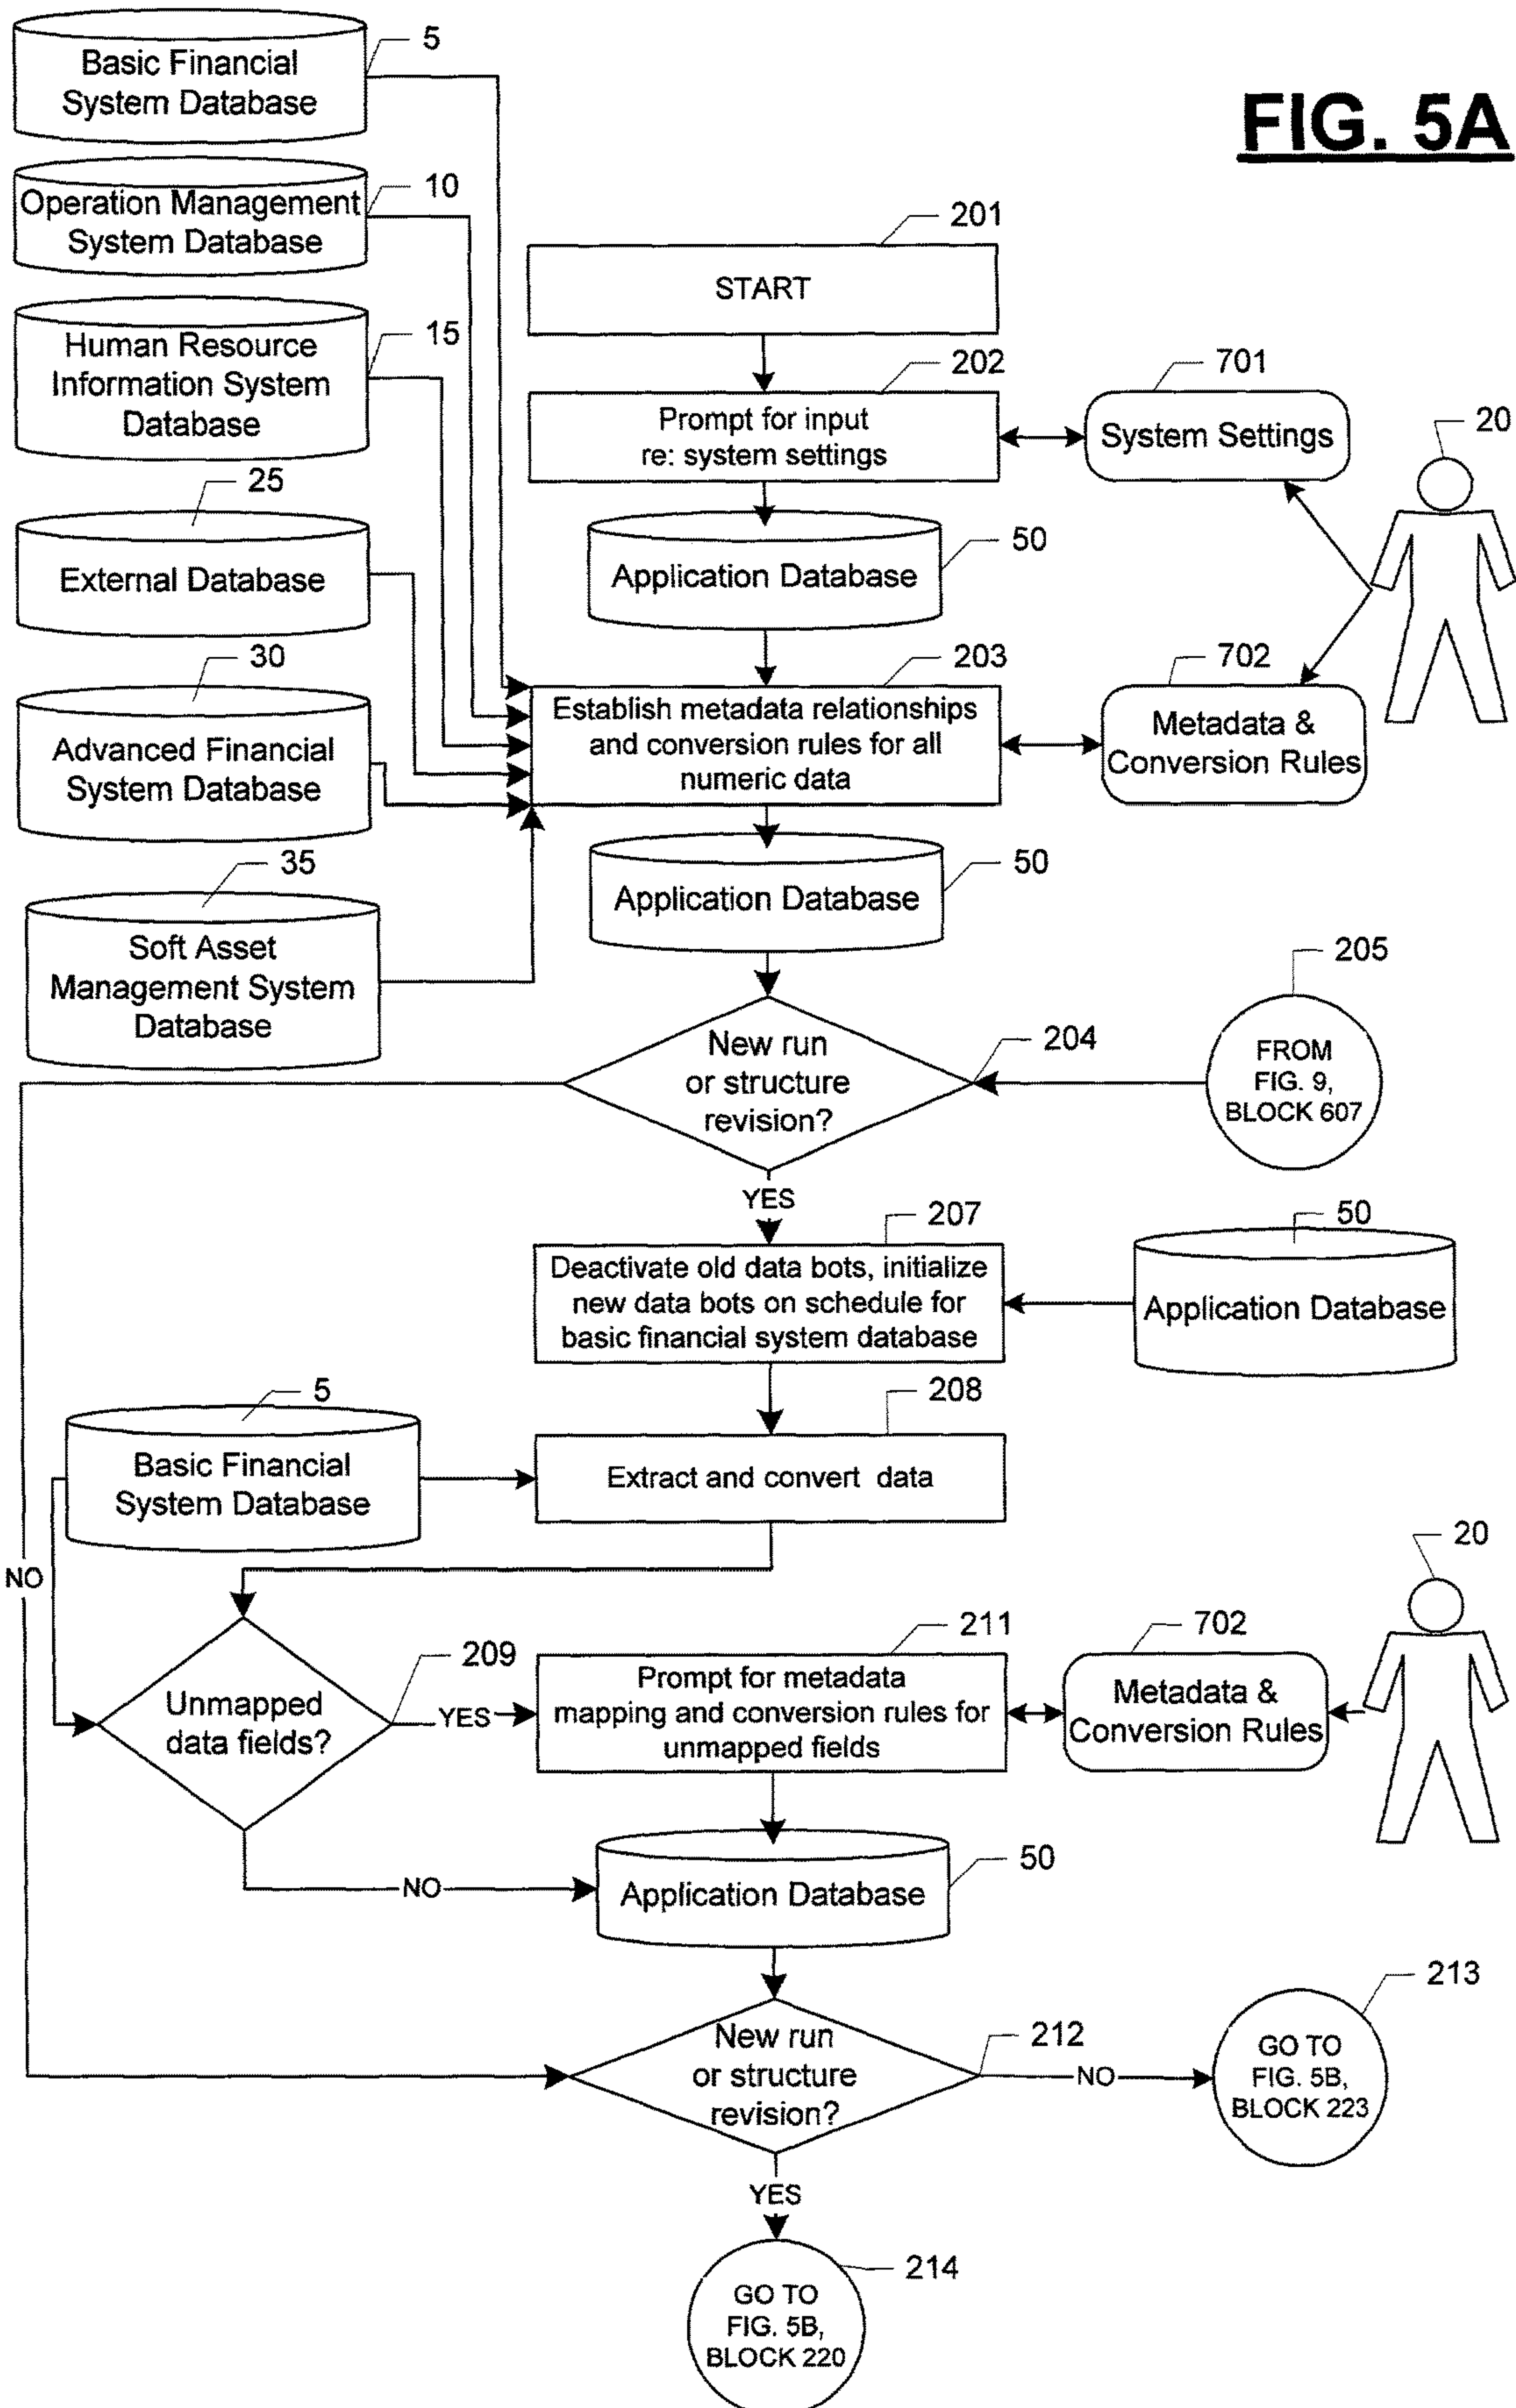 FIG. 5A
5
Basic Financial
System Database
10
Operation Management
System Database
15
Human Resource
Information System
Database
25
External Database
30
Advanced Financial
System Database
35
Soft Asset
Management System
Database
201
START
202
Prompt for input
re: system settings
701
System Settings
20
50
Application Database
203
Establish metadata relationships
and conversion rules for all
numeric data
702
Metadata &
Conversion Rules
50
Application Database
204
New run
or structure
revision?
205
FROM
FIG. 9,
BLOCK 607
YES
NO
207
Deactivate old data bots, initialize
new data bots on schedule for
basic financial system database
50
Application Database
5
Basic Financial
System Database
208
Extract and convert data
209
Unmapped
data fields?
YES
211
Prompt for metadata
mapping and conversion rules for
unmapped fields
702
Metadata &
Conversion Rules
20
NO
50
Application Database
212
New run
or structure
revision?
NO
213
GO TO
FIG. 5B,
BLOCK 223
YES
214
GO TO
FIG. 5B,
BLOCK 220